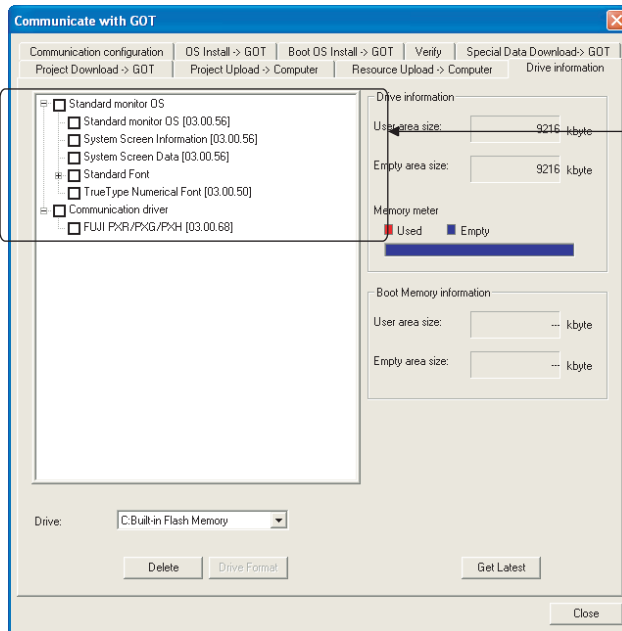 Communicate with GOT
Communication configuration OS Install -> GOT Boot OS Install -> GOT Verify Special Data Download-> GOT
Project Download -> GOT Project Upload -> Computer Resource Upload -> Computer Drive information
Standard monitor OS
Standard monitor OS [03.00.56]
System Screen Information [03.00.56]
System Screen Data [03.00.56]
Standard Font
TrueType Numerical Font [03.00.50]
Communication driver
FUJI PXR/PXG/PXH [03.00.68]
Drive information
User area size: 9216 kbyte
Empty area size: 9216 kbyte
Memory meter
Used Empty
Boot Memory information
User area size: --- kbyte
Empty area size: --- kbyte
Drive: C:Built-in Flash Memory
Delete Drive Format Get Latest
Close